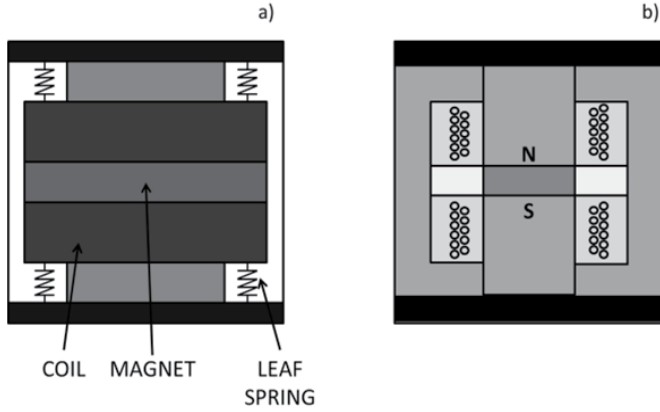 a)
b)
N
S
COIL
MAGNET
LEAF
SPRING